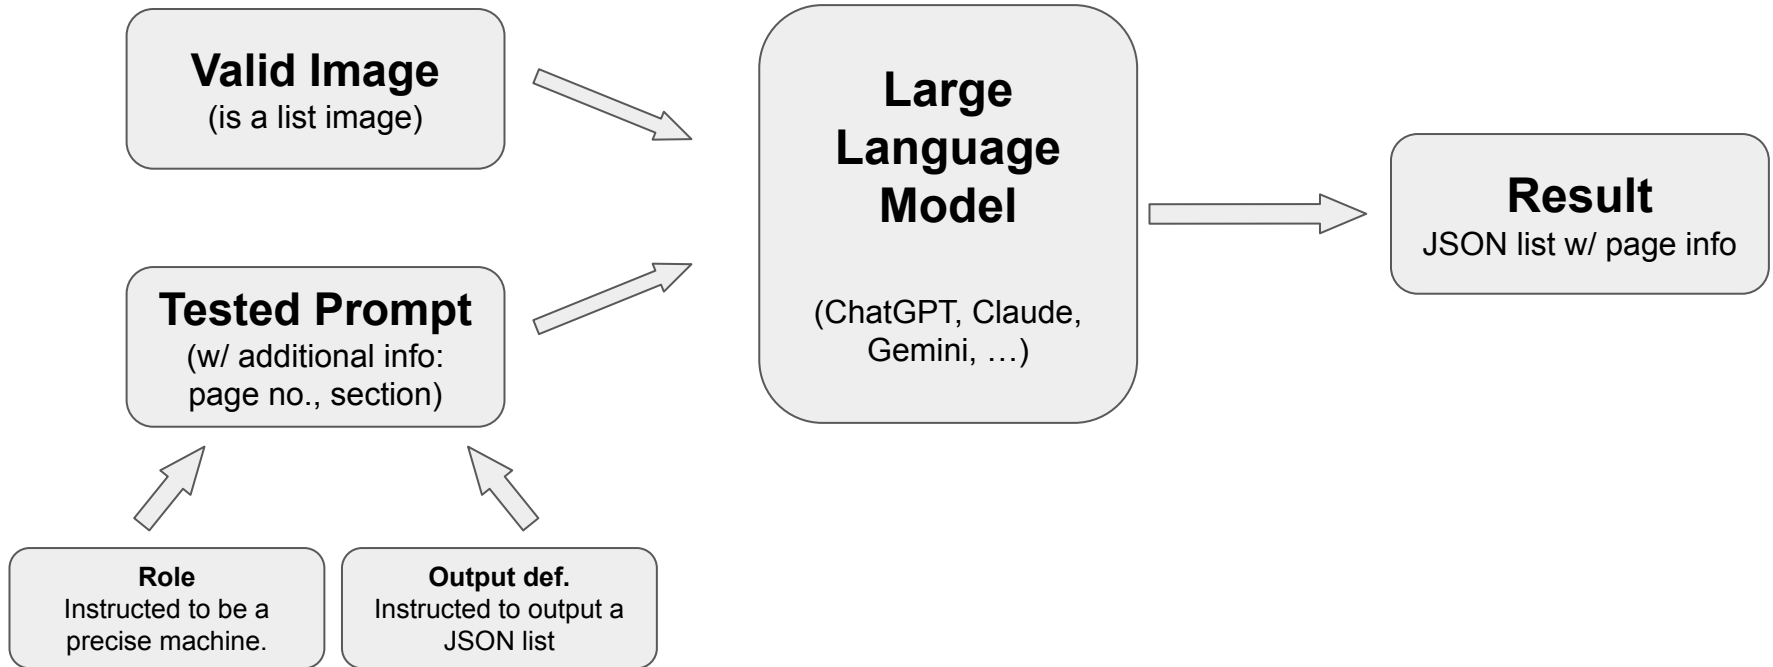 Valid Image
(is a list image)
Tested Prompt
(w/ additional info:
page no., section)
Role
Instructed to be a
precise machine.
Output def.
Instructed to output a
JSON list
Large
Language
Model
(ChatGPT, Claude,
Gemini, …)
Result
JSON list w/ page info